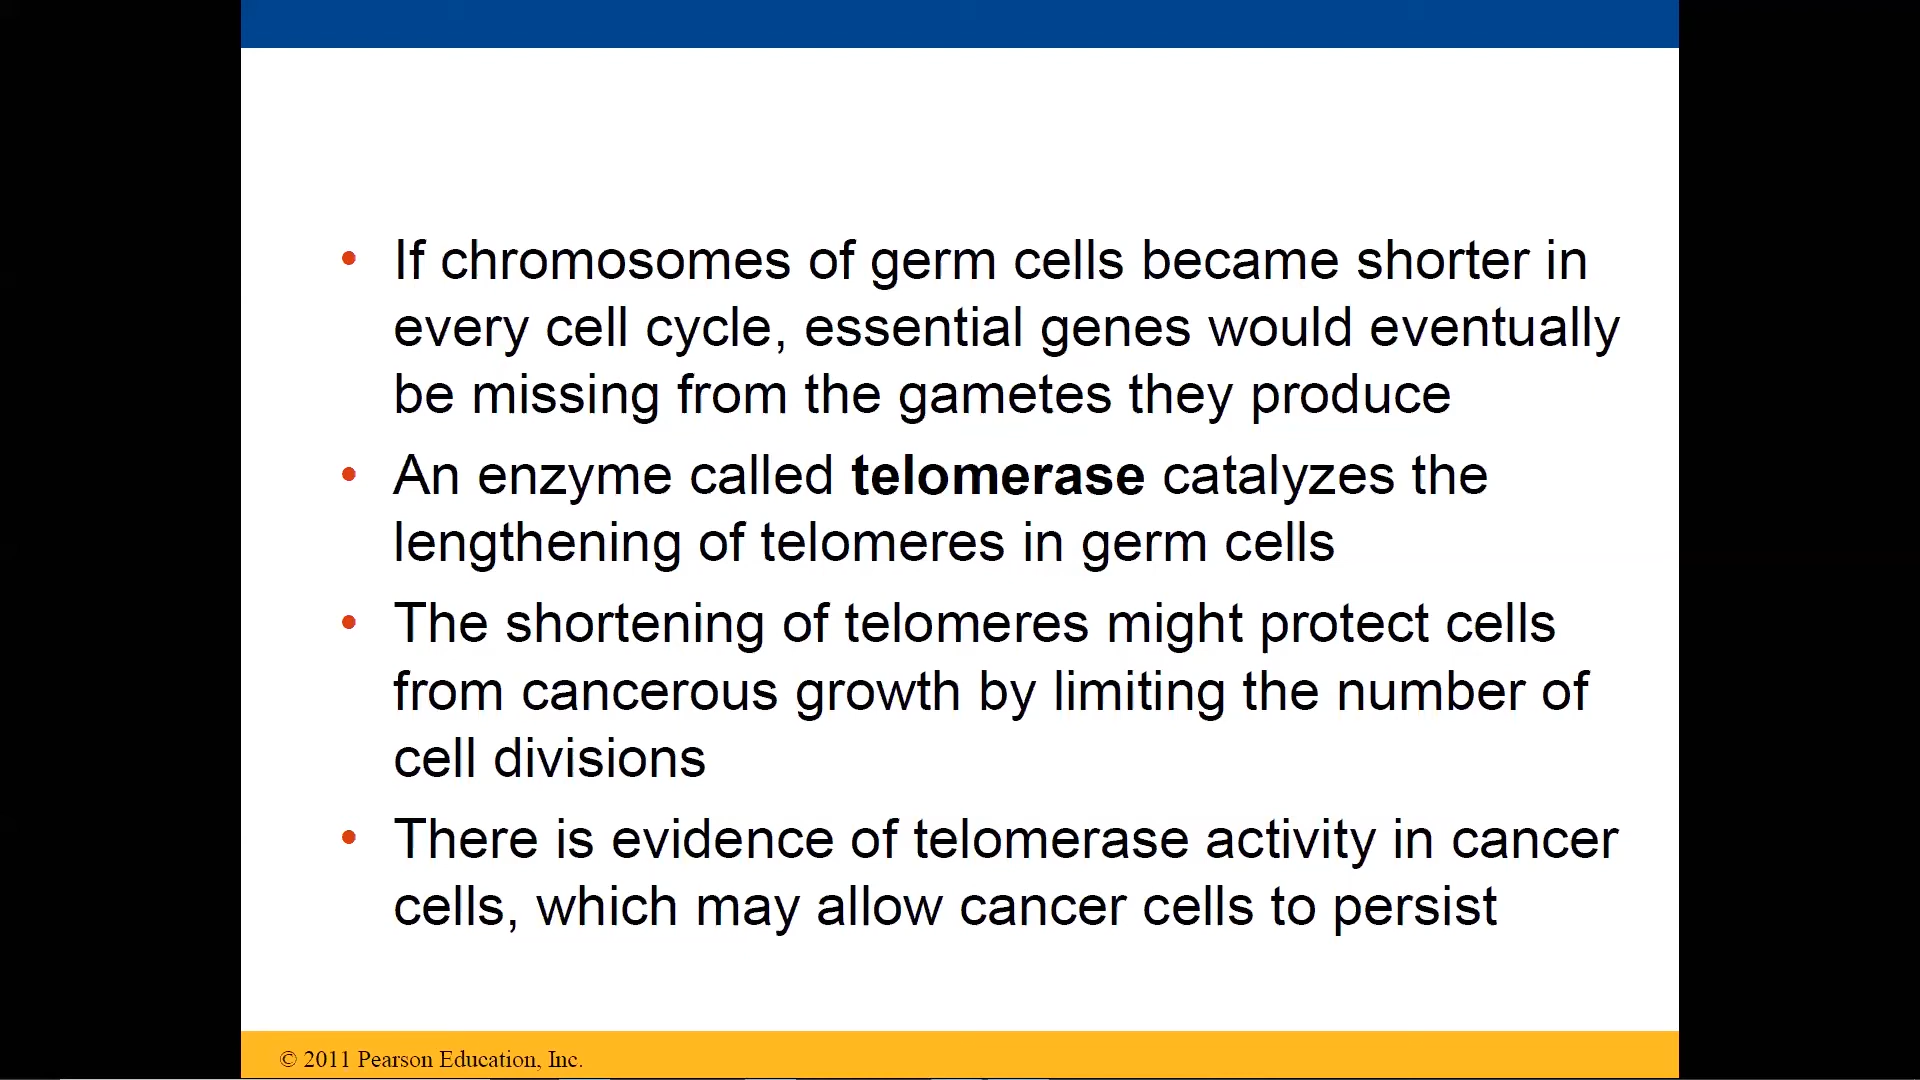 • If chromosomes of germ cells became shorter in
every cell cycle, essential genes would eventually
be missing from the gametes they produce
• An enzyme called telomerase catalyzes the
lengthening of telomeres in germ cells
• The shortening of telomeres might protect cells
from cancerous growth by limiting the number of
cell divisions
• There is evidence of telomerase activity in cancer
cells, which may allow cancer cells to persist
© 2011 Pearson Education, Inc.